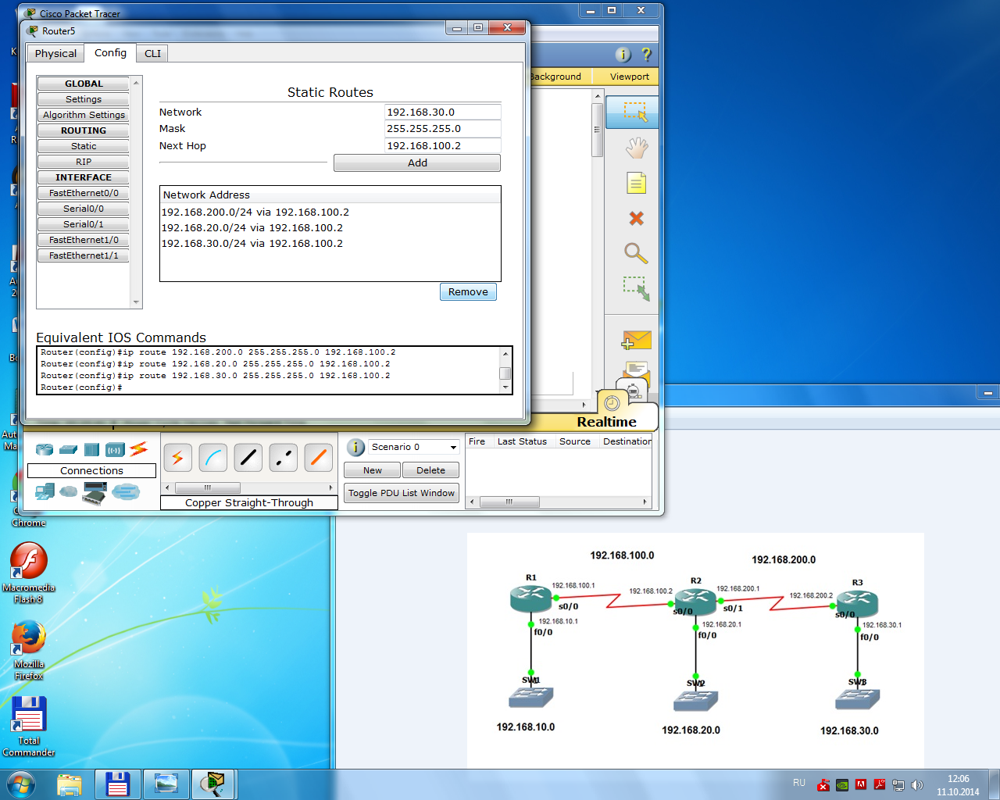 Cisco Packet Tracer
Router5
Physical
Config
CLI
Background
Viewport
GLOBAL
Settings
Algorithm Settings
ROUTING
Static
RIP
INTERFACE
FastEthernet0/0
Serial0/0
Serial0/1
FastEthernet1/0
FastEthernet1/1
Static Routes
Network 192.168.30.0
Mask 255.255.255.0
Next Hop 192.168.100.2
Add
Network Address
192.168.200.0/24 via 192.168.100.2
192.168.20.0/24 via 192.168.100.2
192.168.30.0/24 via 192.168.100.2
Remove
Equivalent IOS Commands
Router(config)#ip route 192.168.200.0 255.255.255.0 192.168.100.2
Router(config)#ip route 192.168.20.0 255.255.255.0 192.168.100.2
Router(config)#ip route 192.168.30.0 255.255.255.0 192.168.100.2
Router(config)#
Realtime
Connections
Copper Straight-Through
Scenario 0
New
Delete
Toggle PDU List Window
Fire Last Status Source Destination
Chrome
Macromedia
Flash 8
Mozilla
Firefox
Total
Commander
192.168.100.0
192.168.200.0
R1
R2
R3
192.168.100.1
192.168.100.2
192.168.200.1
192.168.200.2
s0/0
s0/0
s0/1
s0/0
192.168.10.1
192.168.20.1
192.168.30.1
f0/0
f0/0
f0/0
SW1
SW2
SW3
192.168.10.0
192.168.20.0
192.168.30.0
RU
12:06
11.10.2014